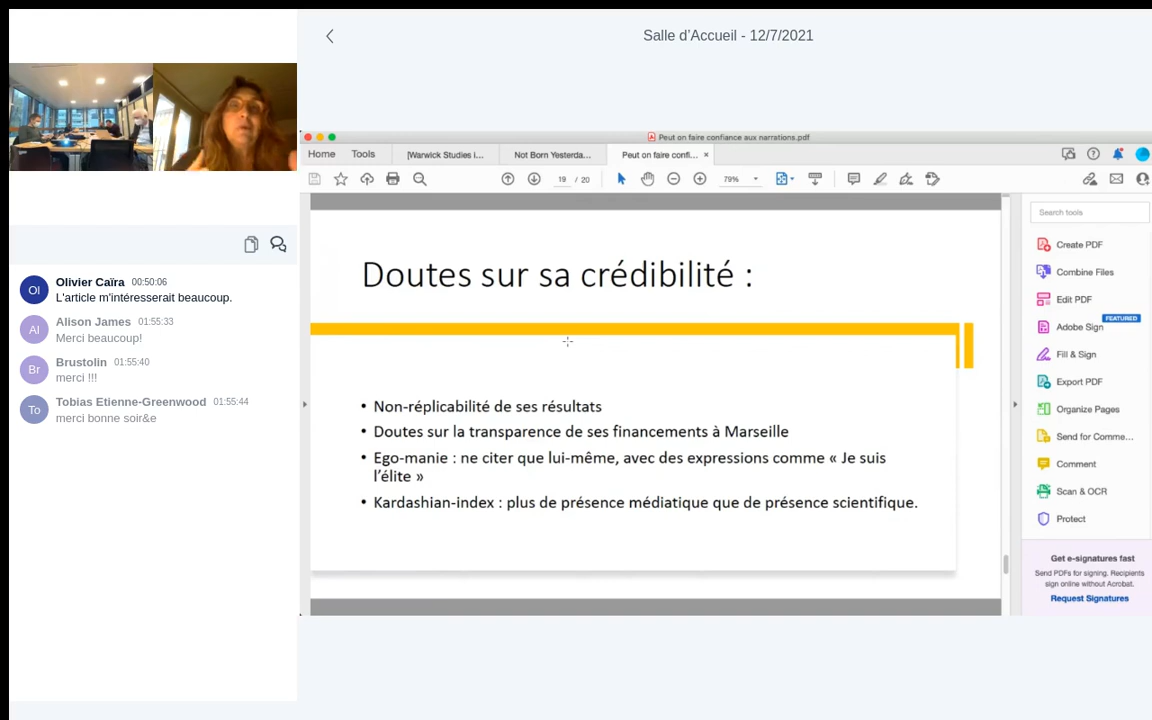 Salle d'Accueil - 12/7/2021
Ol
Olivier Caïra 00:50:06
L'article m'intéresserait beaucoup.
Al
Alison James 01:55:33
Merci beaucoup!
Br
Brustolin 01:55:40
merci !!!
To
Tobias Etienne-Greenwood 01:55:44
merci bonne soir&e
Peut on faire confiance aux narrations.pdf
Home Tools [Warwick Studies i... Not Born Yesterda... Peut on faire confi... ×
19 / 20 79%
Doutes sur sa crédibilité :
• Non-réplicabilité de ses résultats
• Doutes sur la transparence de ses financements à Marseille
• Ego-manie : ne citer que lui-même, avec des expressions comme « Je suis
l'élite »
• Kardashian-index : plus de présence médiatique que de présence scientifique.
Search tools
Create PDF
Combine Files
Edit PDF
FEATURED
Adobe Sign
Fill & Sign
Export PDF
Organize Pages
Send for Comme...
Comment
Scan & OCR
Protect
Get e-signatures fast
Send PDFs for signing. Recipients
sign online without Acrobat.
Request Signatures